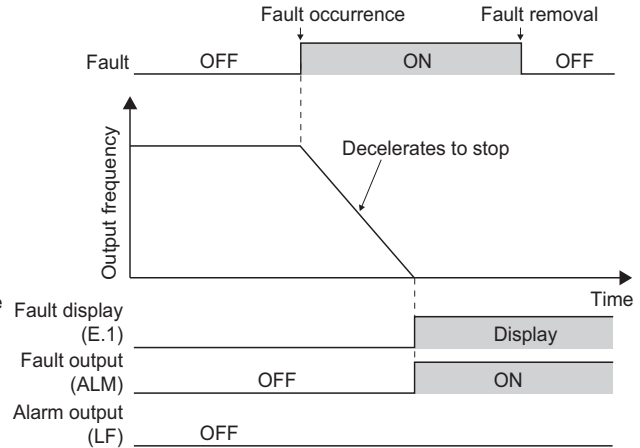 Fault occurrence
Fault removal
Fault
OFF
ON
OFF
Output frequency
Decelerates to stop
Time
e
Fault display
(E.1)
Display
Fault output
(ALM)
OFF
ON
Alarm output
(LF)
OFF